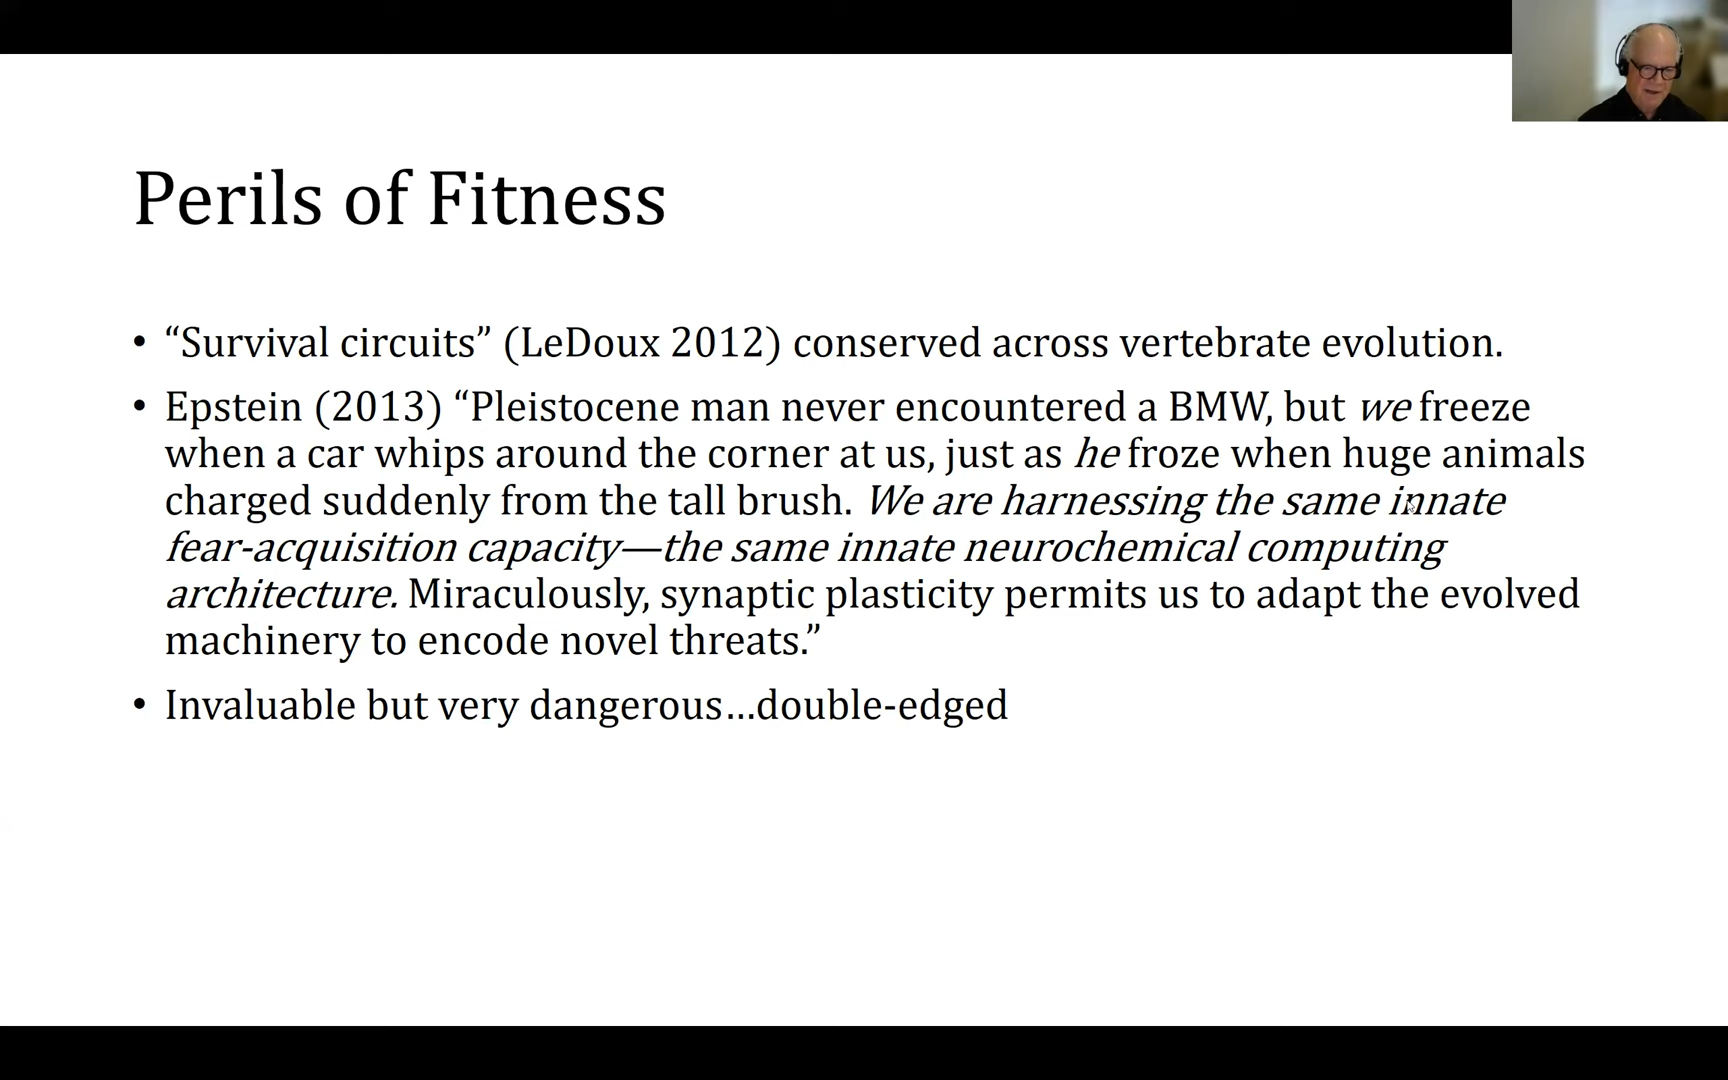 Perils of Fitness
• “Survival circuits” (LeDoux 2012) conserved across vertebrate evolution.
• Epstein (2013) “Pleistocene man never encountered a BMW, but we freeze
when a car whips around the corner at us, just as he froze when huge animals
charged suddenly from the tall brush. We are harnessing the same innate
fear-acquisition capacity—the same innate neurochemical computing
architecture. Miraculously, synaptic plasticity permits us to adapt the evolved
machinery to encode novel threats.”
• Invaluable but very dangerous…double-edged